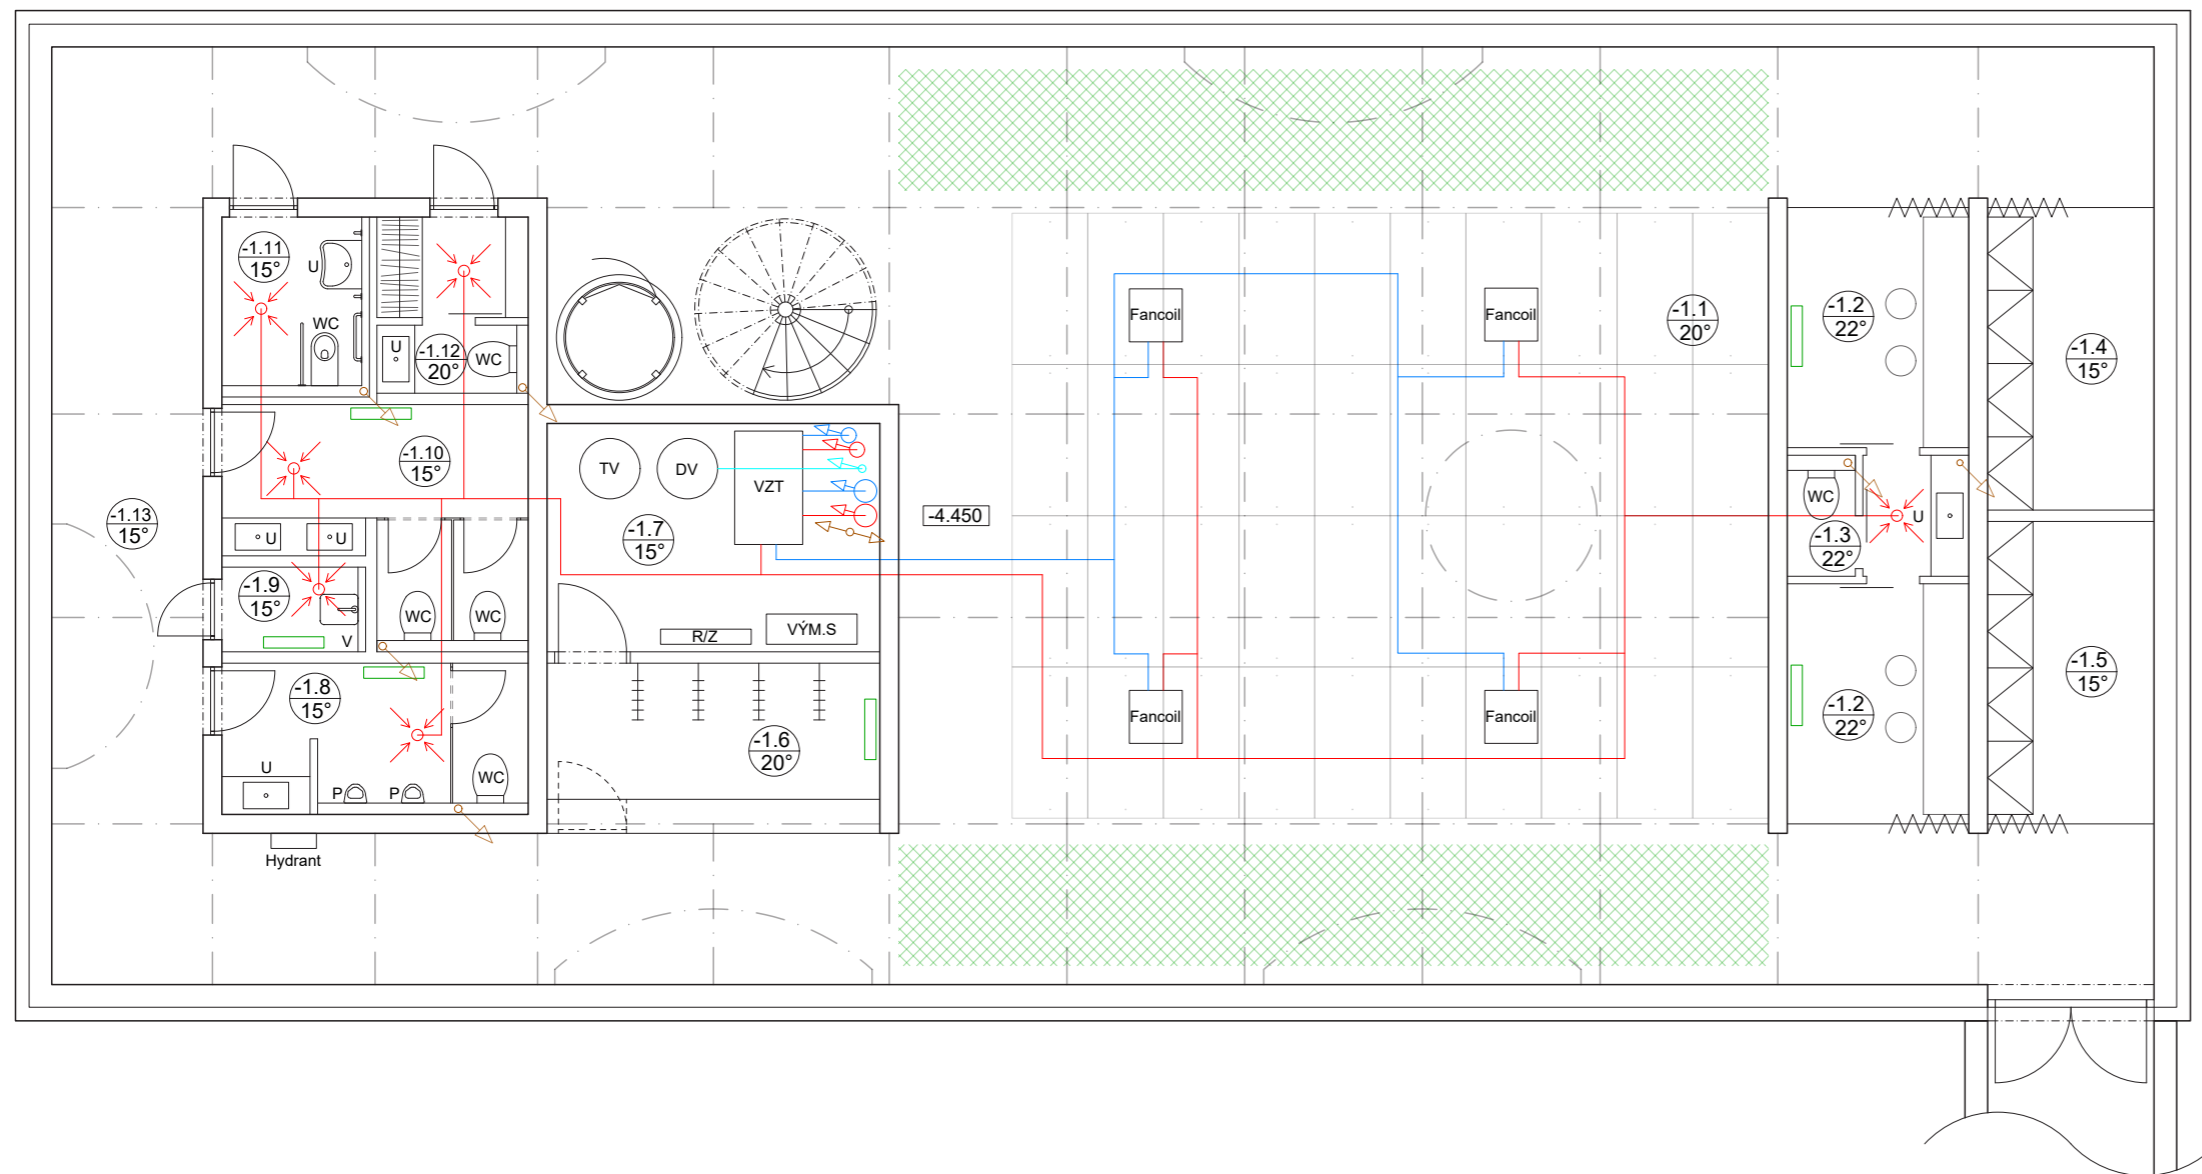 -1.11
15°
U
WC
U
-1.12
20°
WC
Fancoil
Fancoil
-1.1
20°
-1.2
22°
-1.4
15°
-1.10
15°
TV
DV
VZT
-1.13
15°
U
U
-1.7
15°
-4.450
WC
U
-1.3
22°
-1.9
15°
V
WC
WC
R/Z
VÝM.S
-1.8
15°
-1.6
20°
Fancoil
Fancoil
-1.2
22°
-1.5
15°
U
P
P
WC
Hydrant